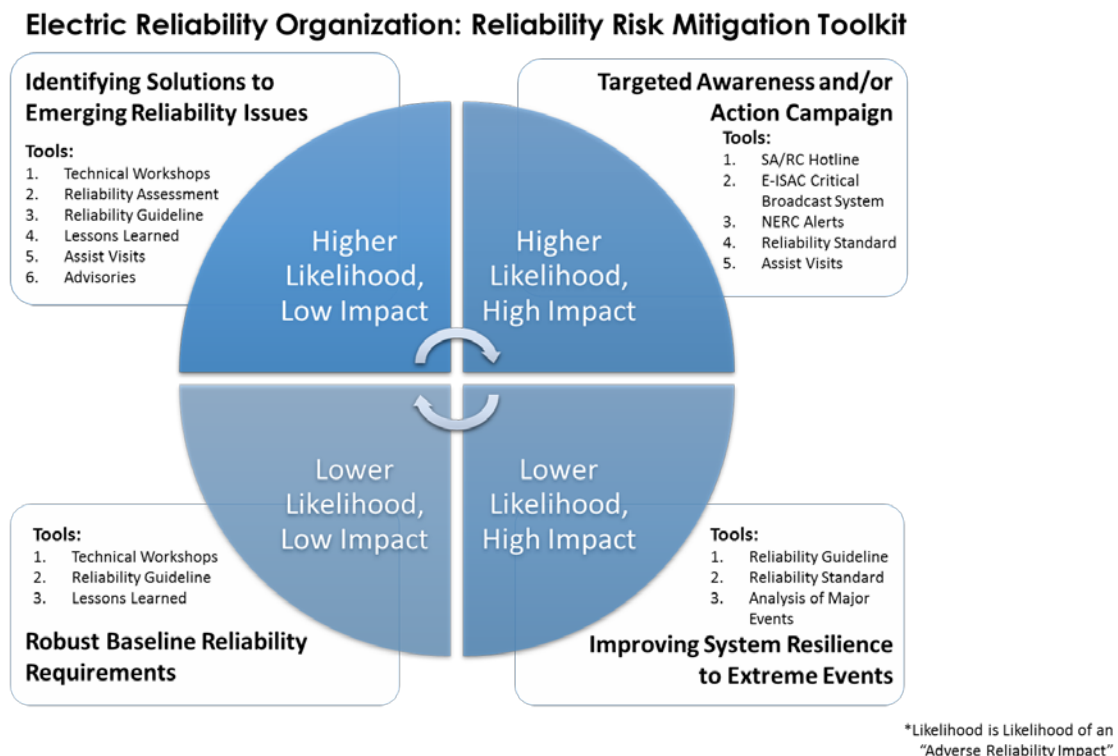 Electric Reliability Organization: Reliability Risk Mitigation Toolkit
Identifying Solutions to
Emerging Reliability Issues
Tools:
1. Technical Workshops
2. Reliability Assessment
3. Reliability Guideline
4. Lessons Learned
5. Assist Visits
6. Advisories
Targeted Awareness and/or
Action Campaign
Tools:
1. SA/RC Hotline
2. E-ISAC Critical
Broadcast System
3. NERC Alerts
4. Reliability Standard
5. Assist Visits
Higher
Likelihood,
Low Impact
Higher
Likelihood,
High Impact
Lower
Likelihood,
Low Impact
Lower
Likelihood,
High Impact
Tools:
1. Technical Workshops
2. Reliability Guideline
3. Lessons Learned
Robust Baseline Reliability
Requirements
Tools:
1. Reliability Guideline
2. Reliability Standard
3. Analysis of Major
Events
Improving System Resilience
to Extreme Events
*Likelihood is Likelihood of an
"Adverse Reliability Impact"